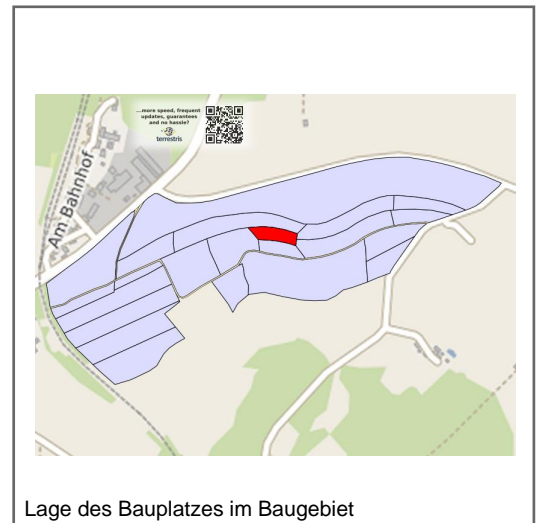 ...more speed, frequent
updates, guarantees
and no hassle?
terrestris
Am Bahnhof
Lage des Bauplatzes im Baugebiet